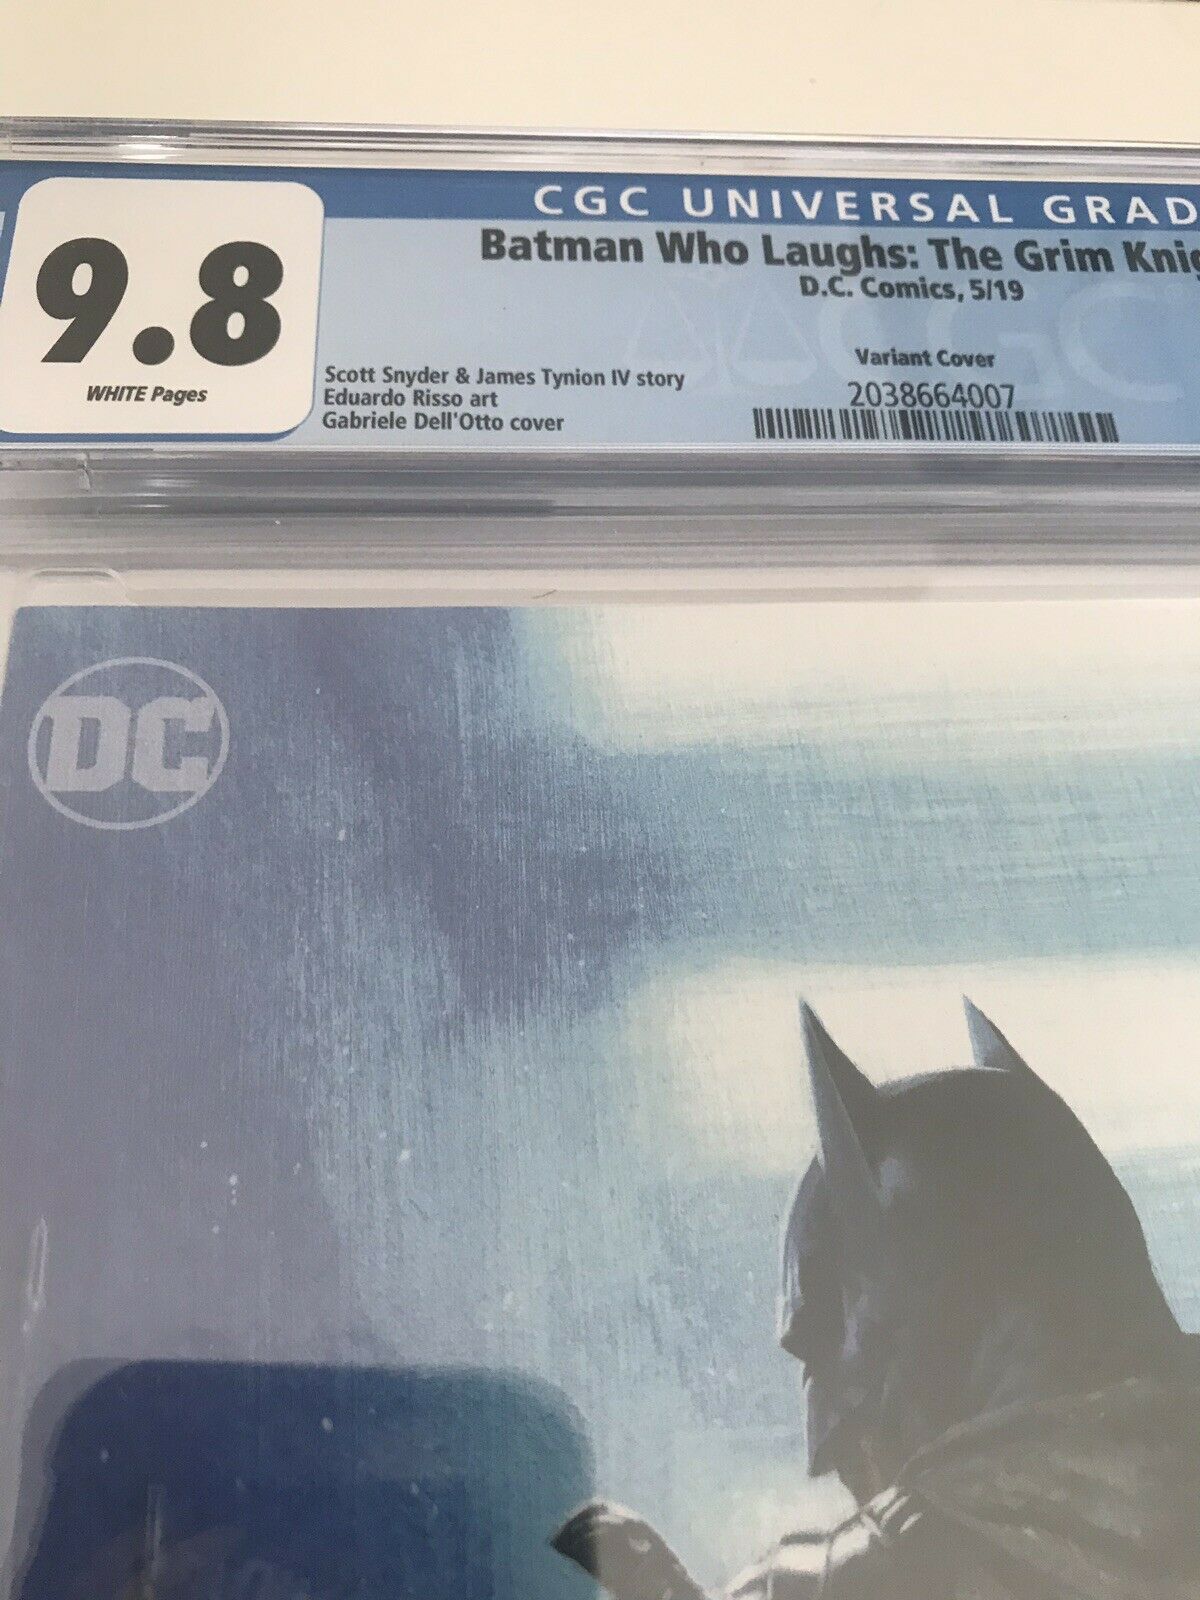 CGC UNIVERSAL GRAD
9.8
WHITE Pages
Batman Who Laughs: The Grim Knig
D.C. Comics, 5/19
Variant Cover
2038664007
Scott Snyder & James Tynion IV story
Eduardo Risso art
Gabriele Dell'Otto cover
CGC
DC